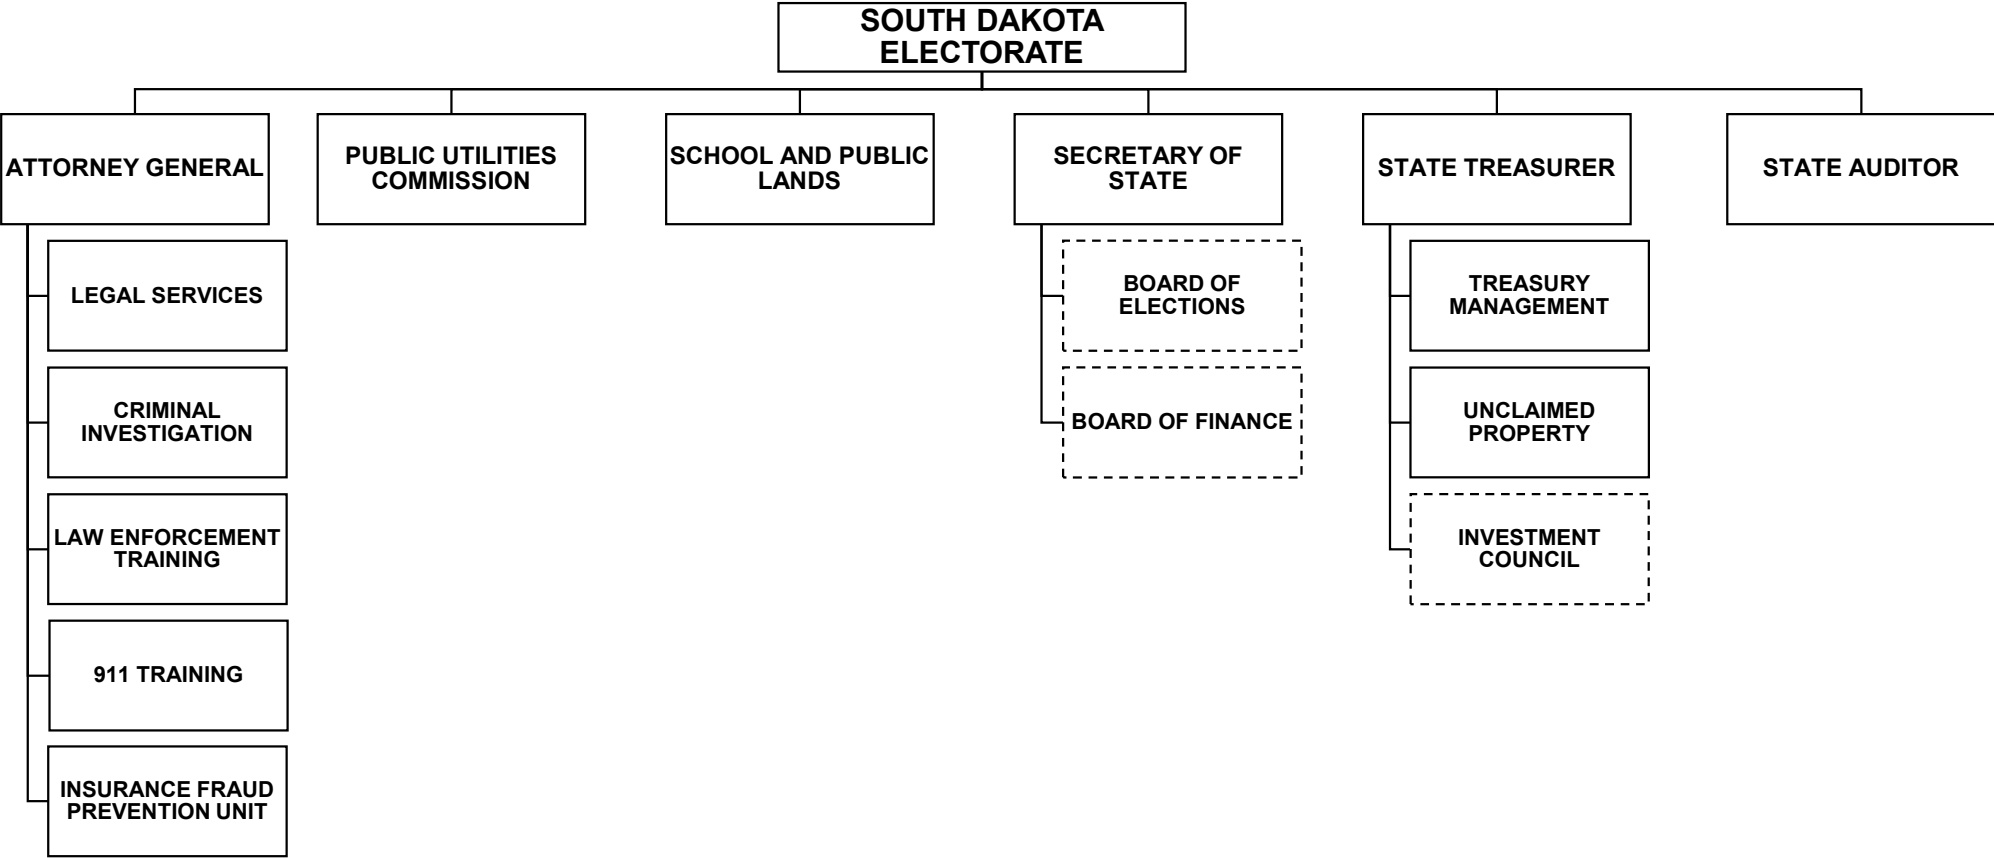 SOUTH DAKOTA
ELECTORATE
ATTORNEY GENERAL
PUBLIC UTILITIES
COMMISSION
SCHOOL AND PUBLIC
LANDS
SECRETARY OF
STATE
STATE TREASURER
STATE AUDITOR
LEGAL SERVICES
CRIMINAL
INVESTIGATION
LAW ENFORCEMENT
TRAINING
911 TRAINING
INSURANCE FRAUD
PREVENTION UNIT
BOARD OF
ELECTIONS
BOARD OF FINANCE
TREASURY
MANAGEMENT
UNCLAIMED
PROPERTY
INVESTMENT
COUNCIL